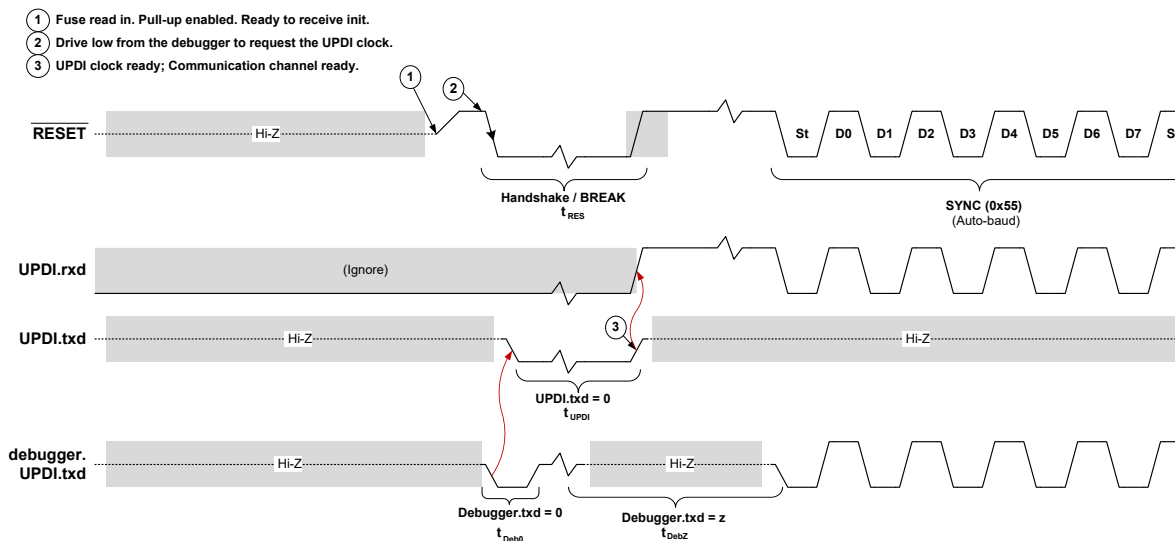 1 Fuse read in. Pull-up enabled. Ready to receive init.
2 Drive low from the debugger to request the UPDI clock.
3 UPDI clock ready; Communication channel ready.
1
2
RESET
Hi-Z
St D0 D1 D2 D3 D4 D5 D6 D7 S
Handshake / BREAK
tRES
SYNC (0x55)
(Auto-baud)
UPDI.rxd
(Ignore)
3
UPDI.txd
Hi-Z
Hi-Z
UPDI.txd = 0
tUPDI
debugger.
UPDI.txd
Hi-Z
Hi-Z
Debugger.txd = 0
tDeb0
Debugger.txd = z
tDebZ